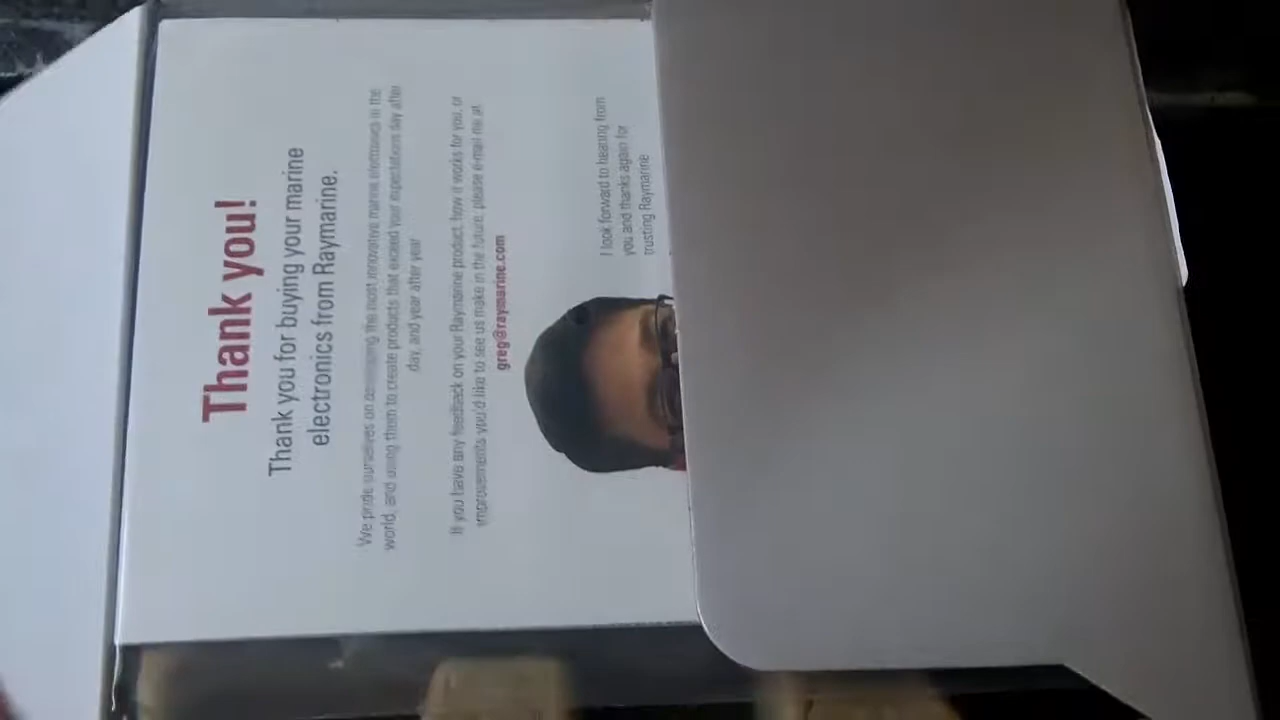 Thank you!
Thank you for buying your marine
electronics from Raymarine.
We pride ourselves on designing the most innovative marine electronics in the
world, and using them to create products that exceed your expectations day after
day, and year after year
If you have any feedback on your Raymarine product, how it works for you, or
improvements you'd like to see us make in the future; please e-mail me at
greg@raymarine.com
I look forward to hearing from
you and thanks again for
trusting Raymarine